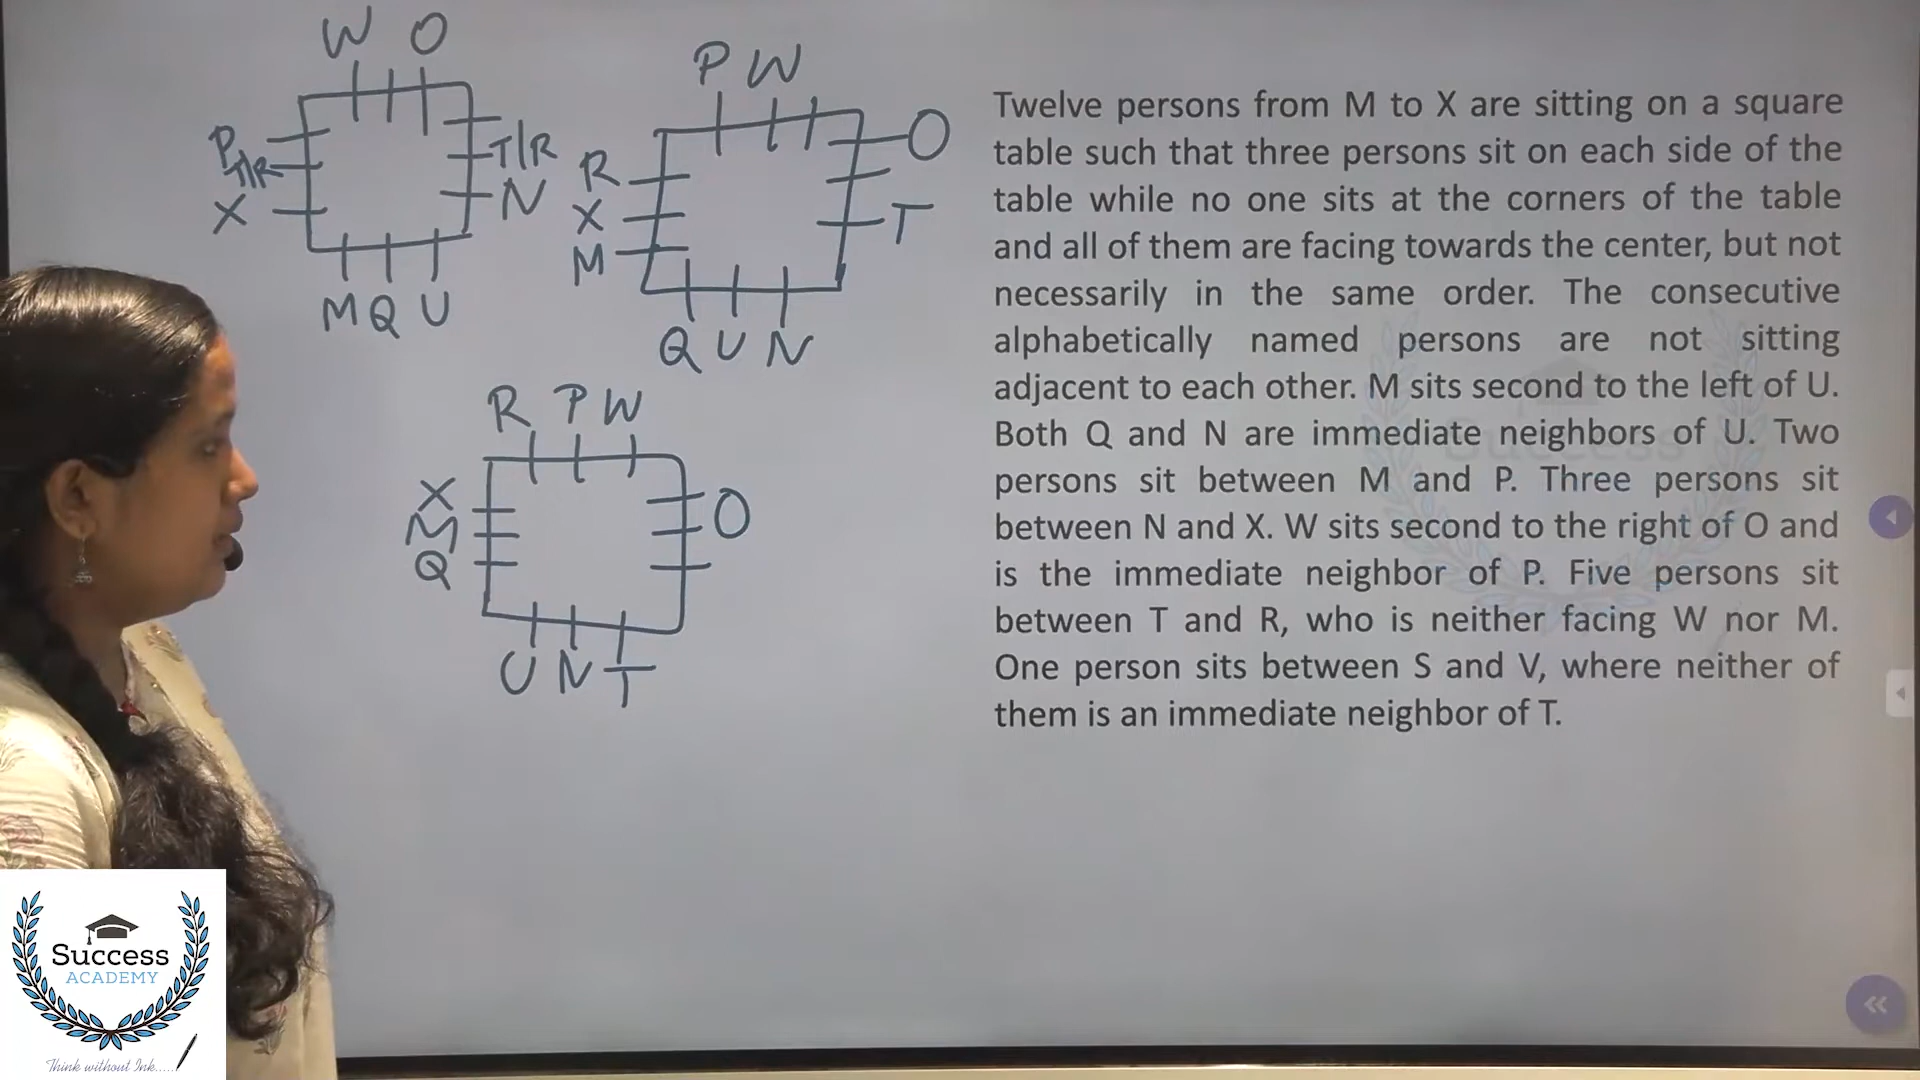 W O
P
T/R
X
T/R
N
M Q U
P W
R
X
M
O
T
Q U N
R P W
X
M
Q
O
U N T
Twelve persons from M to X are sitting on a square
table such that three persons sit on each side of the
table while no one sits at the corners of the table
and all of them are facing towards the center, but not
necessarily in the same order. The consecutive
alphabetically named persons are not sitting
adjacent to each other. M sits second to the left of U.
Both Q and N are immediate neighbors of U. Two
persons sit between M and P. Three persons sit
between N and X. W sits second to the right of O and
is the immediate neighbor of P. Five persons sit
between T and R, who is neither facing W nor M.
One person sits between S and V, where neither of
them is an immediate neighbor of T.
Success
Success
ACADEMY
Think without Ink.....